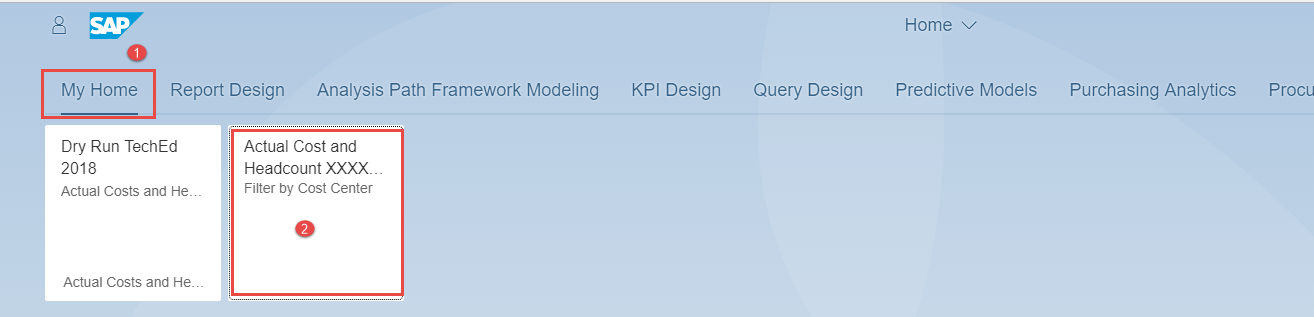 SAP
Home
1
My Home Report Design Analysis Path Framework Modeling KPI Design Query Design Predictive Models Purchasing Analytics Procu
Dry Run TechEd
2018
Actual Costs and He…
Actual Costs and He…
Actual Cost and
Headcount XXXX…
Filter by Cost Center
2